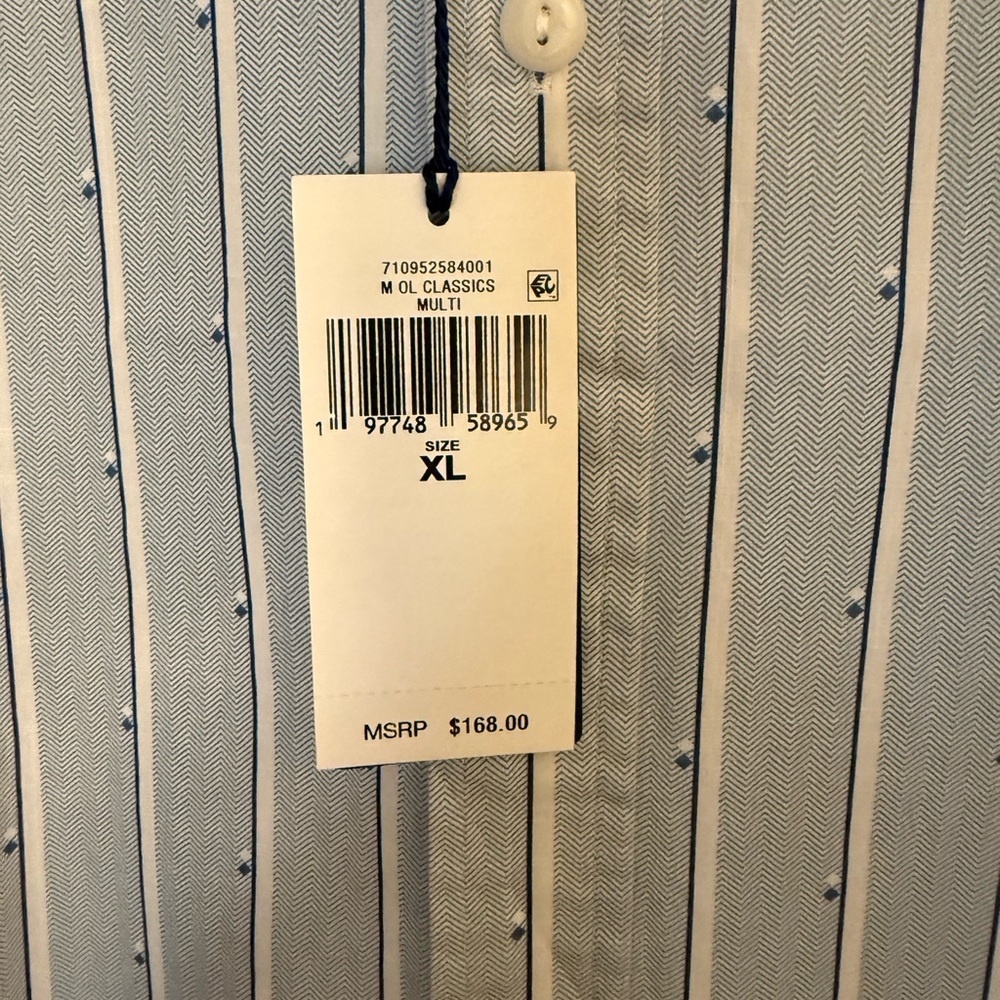 710952584001
M OL CLASSICS
MULTI
1 97748 58965 9
SIZE
XL
MSRP $168.00